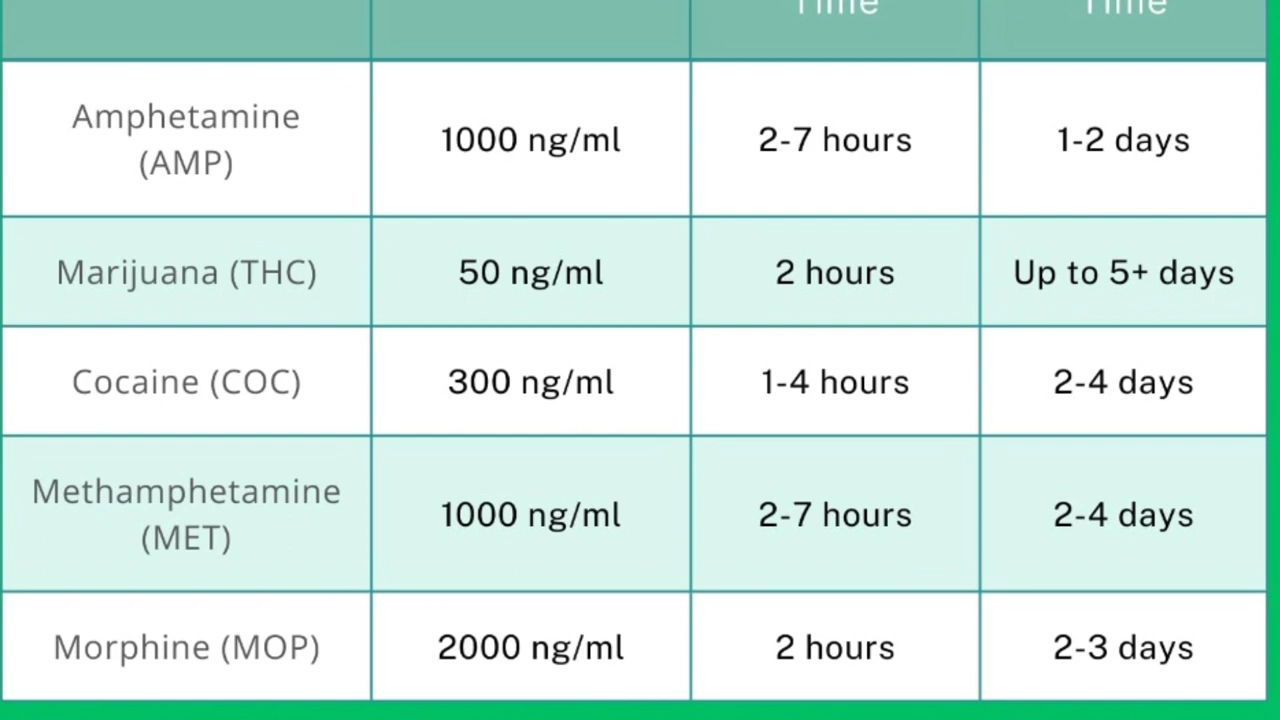 Time Time
Amphetamine
(AMP) 1000 ng/ml 2-7 hours 1-2 days
Marijuana (THC) 50 ng/ml 2 hours Up to 5+ days
Cocaine (COC) 300 ng/ml 1-4 hours 2-4 days
Methamphetamine
(MET) 1000 ng/ml 2-7 hours 2-4 days
Morphine (MOP) 2000 ng/ml 2 hours 2-3 days